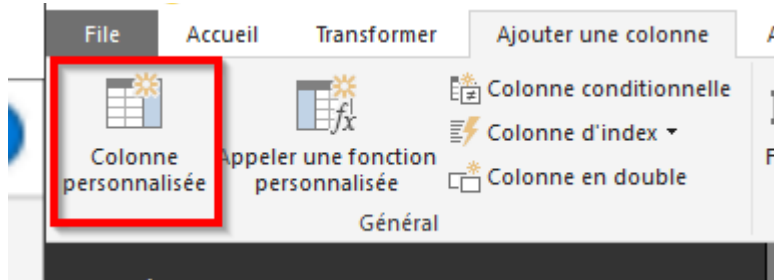 File Accueil Transformer Ajouter une colonne
Colonne
personnalisée
Appeler une fonction
personnalisée
Colonne conditionnelle
Colonne d'index
Colonne en double
Général